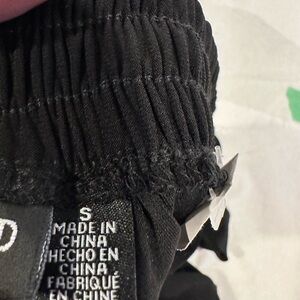 D
S
MADE IN
CHINA
HECHO EN
CHINA
FABRIQUÉ
EN CHINE